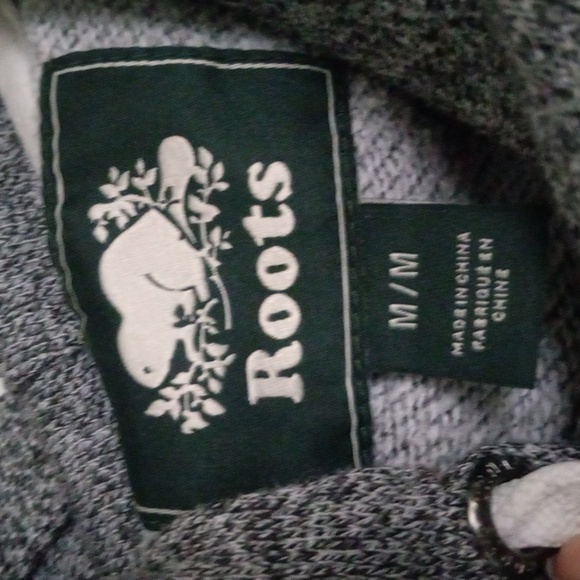 Roots
M/M
MADE IN CHINA
FABRIQUÉ EN
CHINE